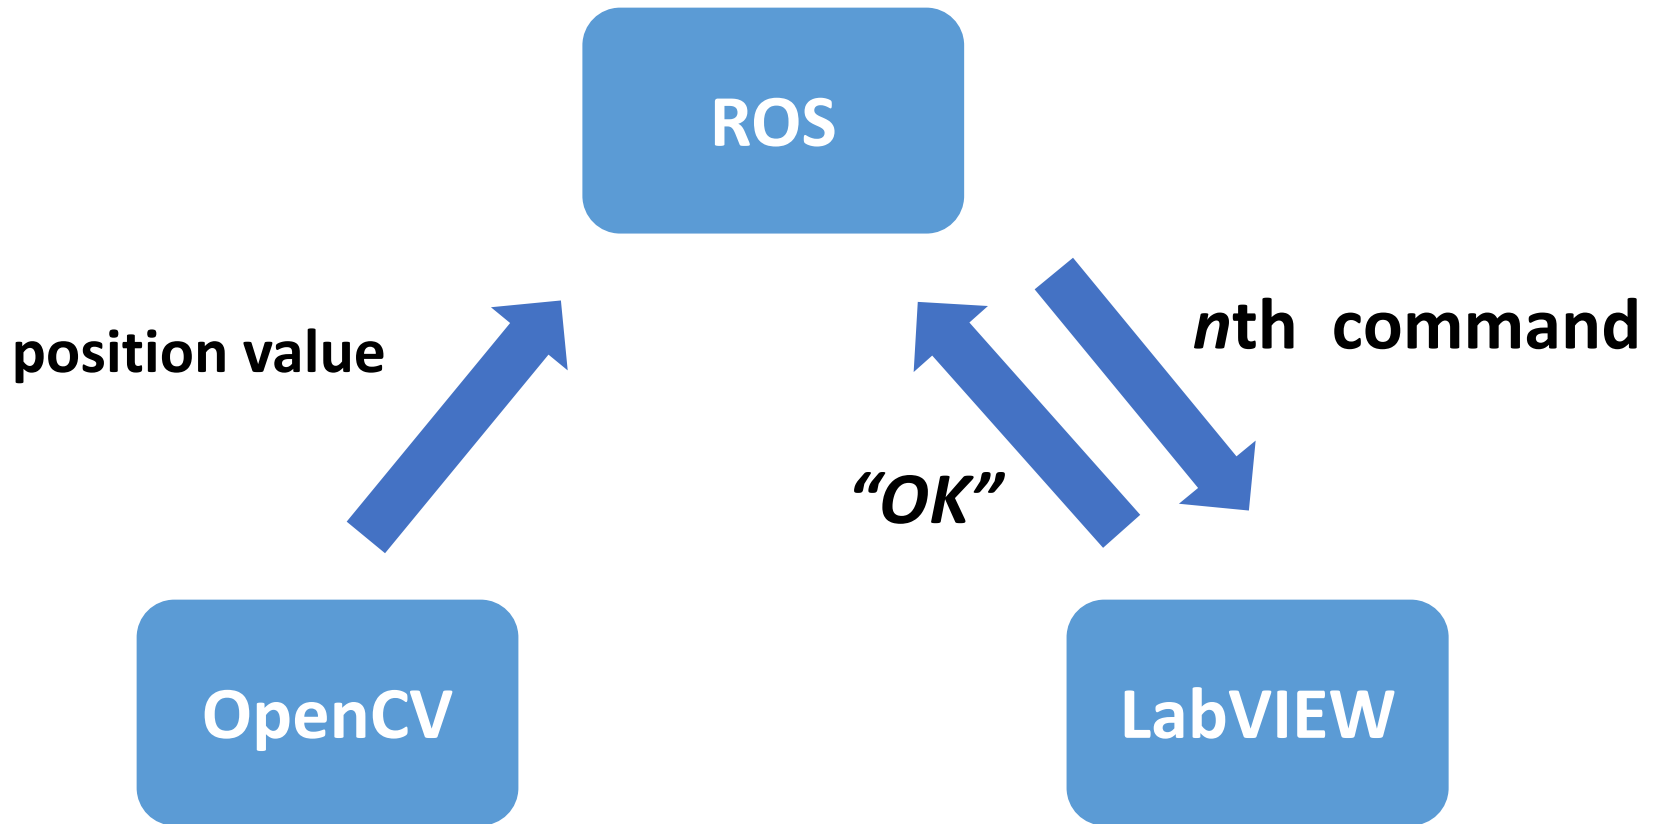 ROS
position value
nth command
“OK”
OpenCV
LabVIEW